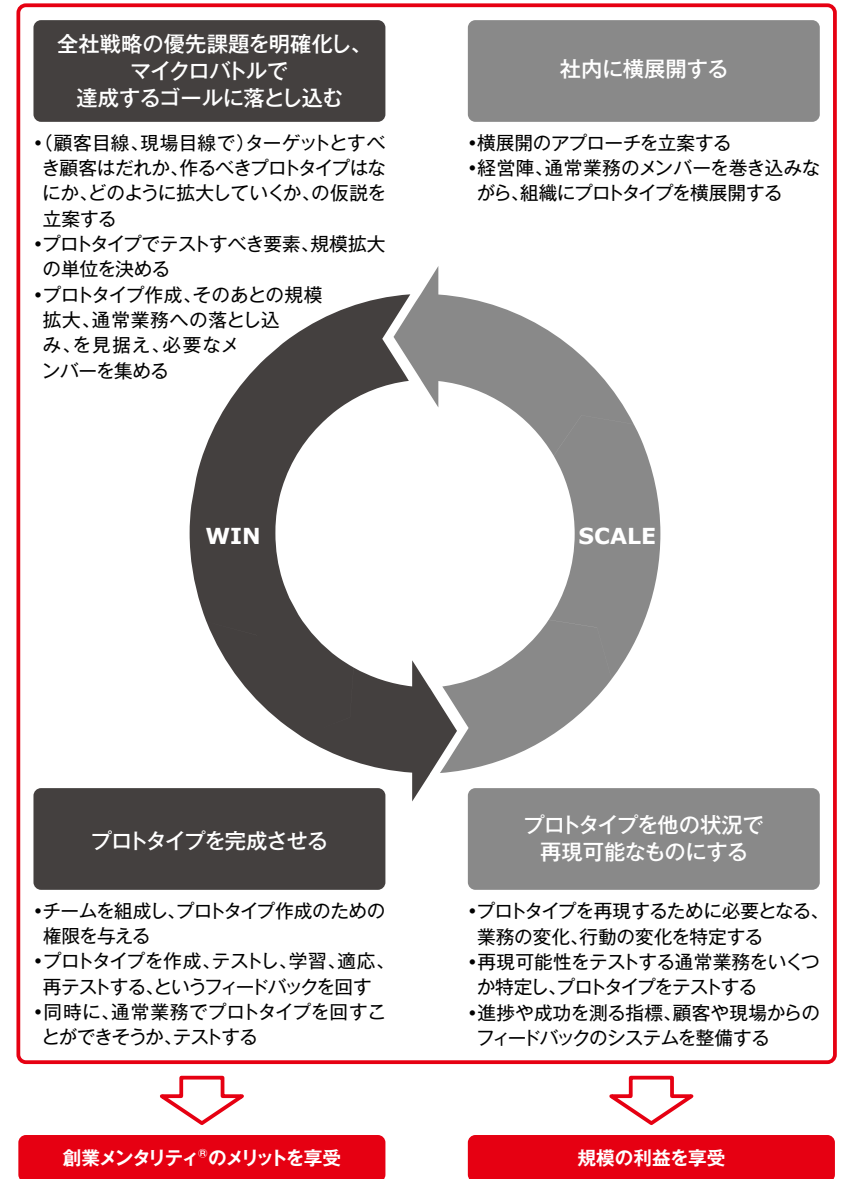 全社戦略の優先課題を明確化し、
マイクロバトルで
達成するゴールに落とし込む
•（顧客目線、現場目線で）ターゲットとすべ
き顧客はだれか、作るべきプロトタイプはな
にか、どのように拡大していくか、の仮説を
立案する
•プロトタイプでテストすべき要素、規模拡大
の単位を決める
•プロトタイプ作成、そのあとの規模
拡大、通常業務への落とし込
み、を見据え、必要なメ
ンバーを集める
社内に横展開する
•横展開のアプローチを立案する
•経営陣、通常業務のメンバーを巻き込みな
がら、組織にプロトタイプを横展開する
WIN
SCALE
プロトタイプを完成させる
•チームを組成し、プロトタイプ作成のための
権限を与える
•プロトタイプを作成、テストし、学習、適応、
再テストする、というフィードバックを回す
•同時に、通常業務でプロトタイプを回すこ
とができそうか、テストする
プロトタイプを他の状況で
再現可能なものにする
•プロトタイプを再現するために必要となる、
業務の変化、行動の変化を特定する
•再現可能性をテストする通常業務をいくつ
か特定し、プロトタイプをテストする
•進捗や成功を測る指標、顧客や現場からの
フィードバックのシステムを整備する
創業メンタリティ®のメリットを享受
規模の利益を享受